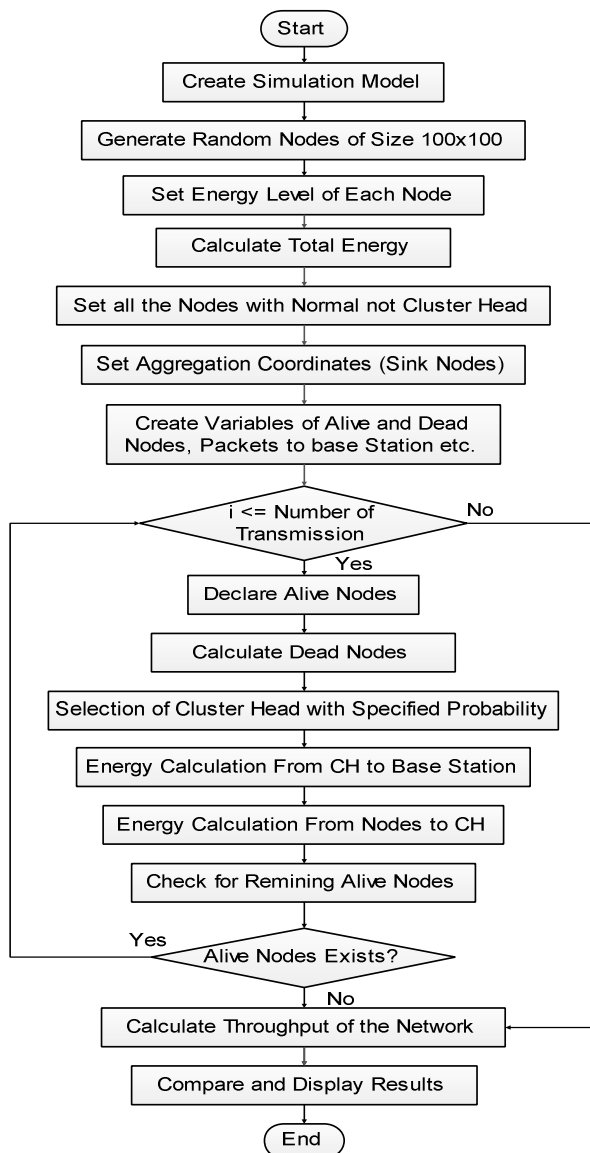 Start
Create Simulation Model
Generate Random Nodes of Size 100x100
Set Energy Level of Each Node
Calculate Total Energy
Set all the Nodes with Normal not Cluster Head
Set Aggregation Coordinates (Sink Nodes)
Create Variables of Alive and Dead
Nodes, Packets to base Station etc.
i <= Number of
Transmission
No
Yes
Declare Alive Nodes
Calculate Dead Nodes
Selection of Cluster Head with Specified Probability
Energy Calculation From CH to Base Station
Energy Calculation From Nodes to CH
Check for Remining Alive Nodes
Yes
Alive Nodes Exists?
No
Calculate Throughput of the Network
Compare and Display Results
End